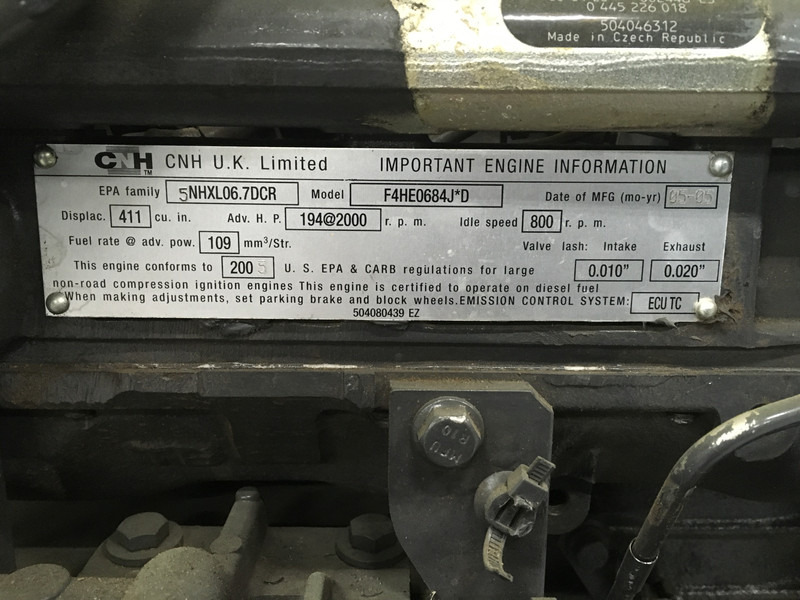 0 445 226 018
504046312
Made in Czech Republic
CNH TM CNH U.K. Limited IMPORTANT ENGINE INFORMATION
EPA family 5NHXL06.7DCR Model F4HE0684J*D Date of MFG (mo-yr) 05-05
Displac. 411 cu. in. Adv. H. P. 194@2000 r. p. m. Idle speed 800 r. p. m.
Fuel rate @ adv. pow. 109 mm³/Str. Valve lash: Intake Exhaust
This engine conforms to 2005 U. S. EPA & CARB regulations for large 0.010" 0.020"
non-road compression ignition engines This engine is certified to operate on diesel fuel
When making adjustments, set parking brake and block wheels. EMISSION CONTROL SYSTEM: ECU TC
504080439 EZ